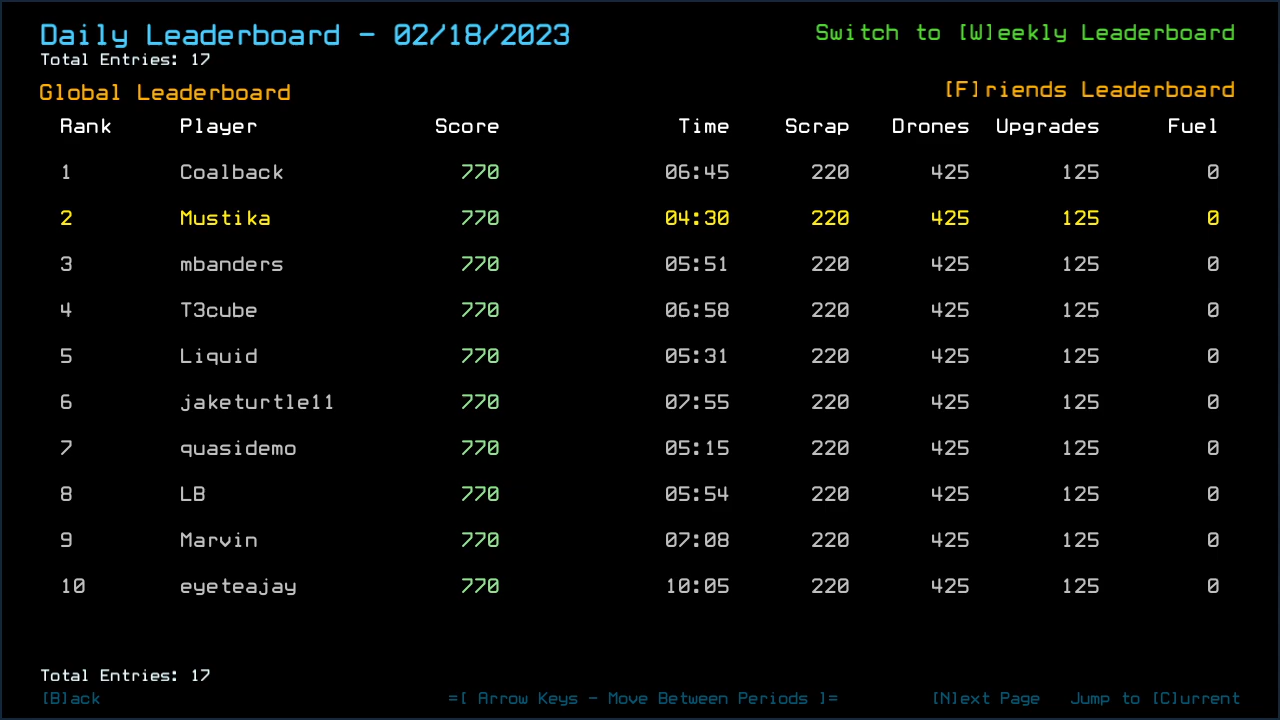 Daily Leaderboard - 02/18/2023 Switch to [W]eekly Leaderboard
Total Entries: 17
Global Leaderboard [F]riends Leaderboard
Rank Player Score Time Scrap Drones Upgrades Fuel
1 Coalback 770 06:45 220 425 125 0
2 Mustika 770 04:30 220 425 125 0
3 mbanders 770 05:51 220 425 125 0
4 T3cube 770 06:58 220 425 125 0
5 Liquid 770 05:31 220 425 125 0
6 jaketurtle11 770 07:55 220 425 125 0
7 quasidemo 770 05:15 220 425 125 0
8 LB 770 05:54 220 425 125 0
9 Marvin 770 07:08 220 425 125 0
10 eyeteajay 770 10:05 220 425 125 0
Total Entries: 17
[B]ack =[ Arrow Keys - Move Between Periods ]= [N]ext Page Jump to [C]urrent